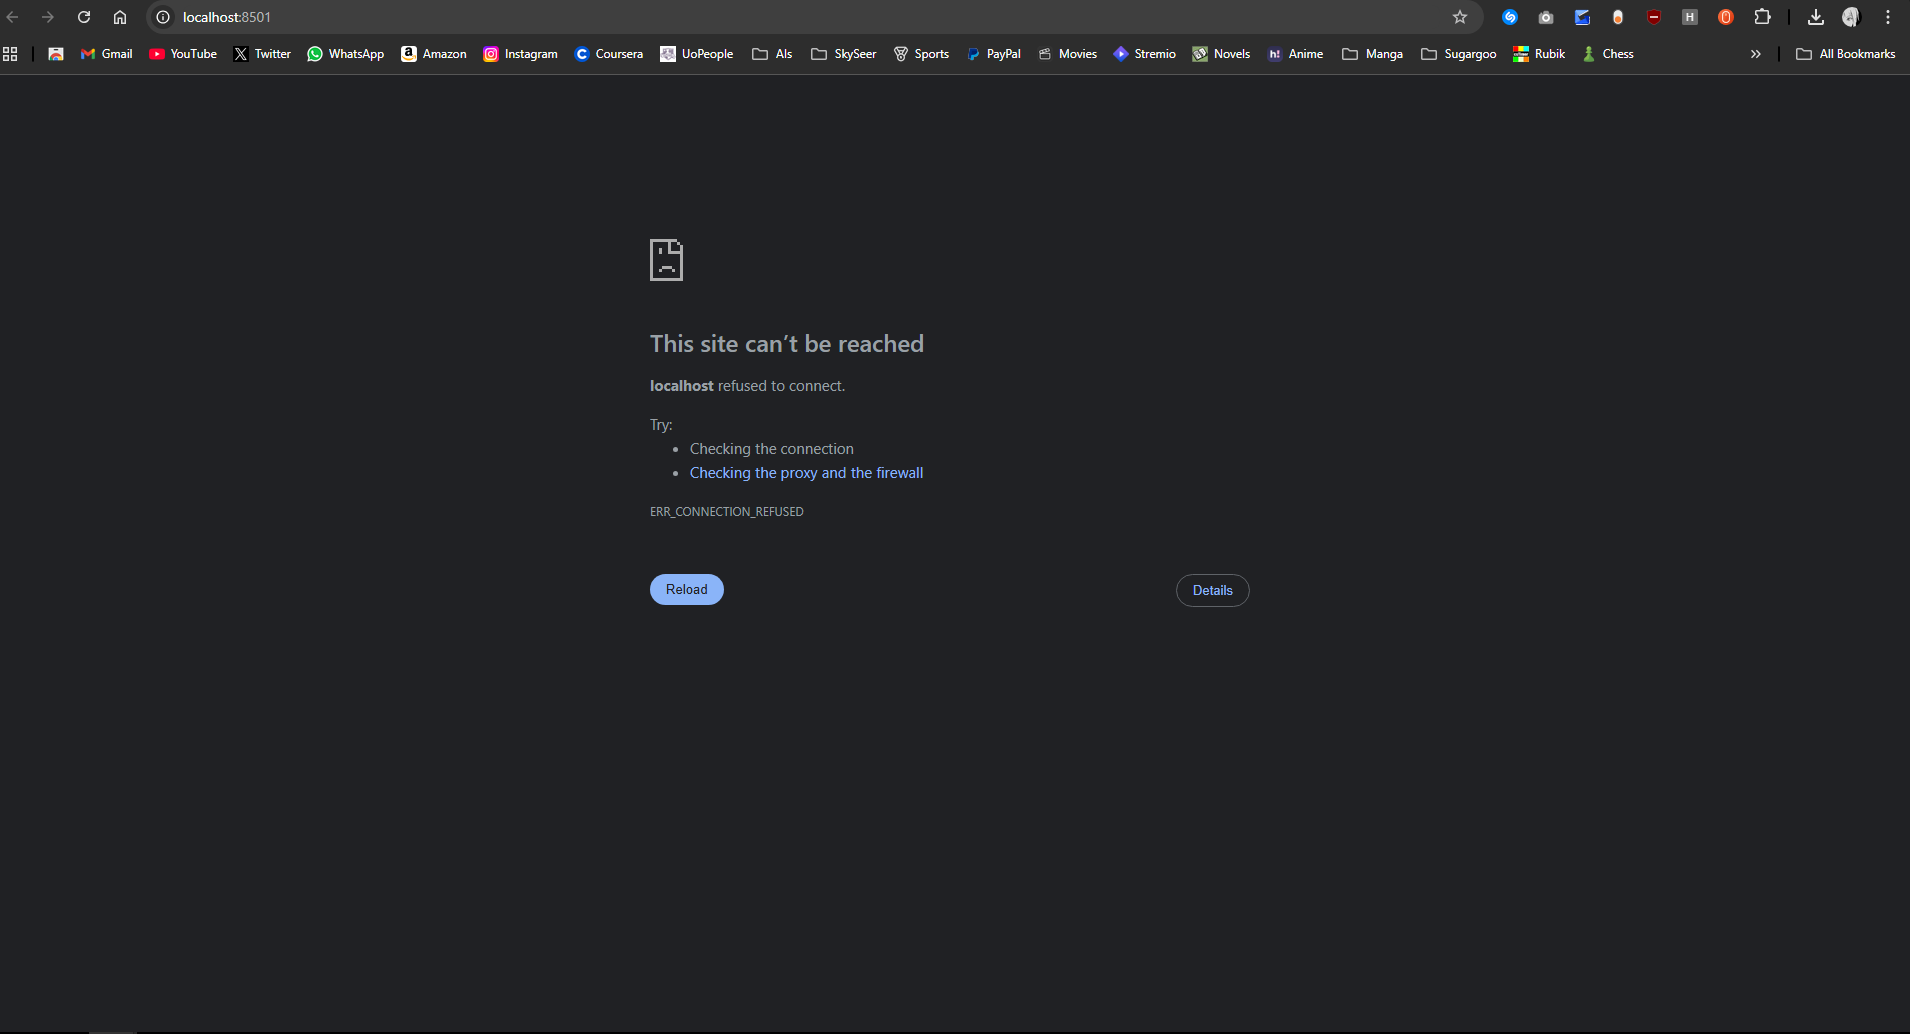 localhost:8501
Gmail YouTube Twitter WhatsApp Amazon Instagram Coursera UoPeople AIs SkySeer Sports PayPal Movies Stremio Novels Anime Manga Sugargoo Rubik Chess » All Bookmarks
This site can’t be reached
localhost refused to connect.
Try:
• Checking the connection
• Checking the proxy and the firewall
ERR_CONNECTION_REFUSED
Reload Details